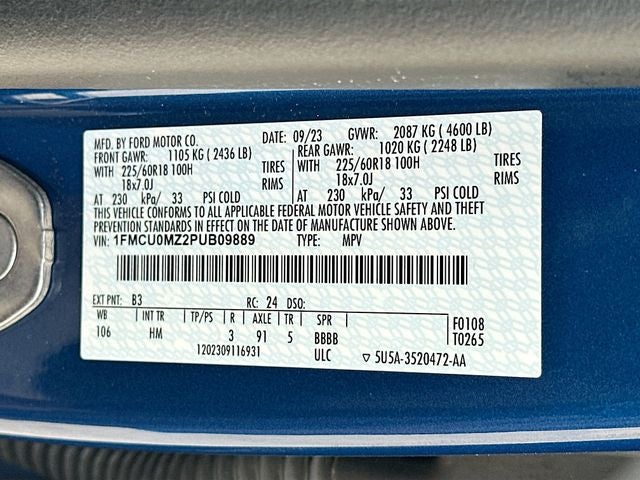 MFD. BY FORD MOTOR CO. DATE: 09/23 GVWR: 2087 KG ( 4600 LB)
FRONT GAWR: 1105 KG ( 2436 LB) REAR GAWR: 1020 KG ( 2248 LB)
WITH 225/60R18 100H TIRES WITH 225/60R18 100H TIRES
18x7.0J RIMS 18x7.0J RIMS
AT 230 kPa/ 33 PSI COLD AT 230 kPa/ 33 PSI COLD
THIS VEHICLE CONFORMS TO ALL APPLICABLE FEDERAL MOTOR VEHICLE SAFETY AND THEFT
PREVENTION STANDARDS IN EFFECT ON THE DATE OF MANUFACTURE SHOWN ABOVE.
VIN: 1FMCU0MZ2PUB09889 TYPE: MPV
EXT PNT: B3 RC: 24 DSO:
WB INT TR TP/PS R AXLE TR SPR F0108
106 HM 3 91 5 BBBB T0265
1202309116931 ULC ▽ 5U5A-3520472-AA